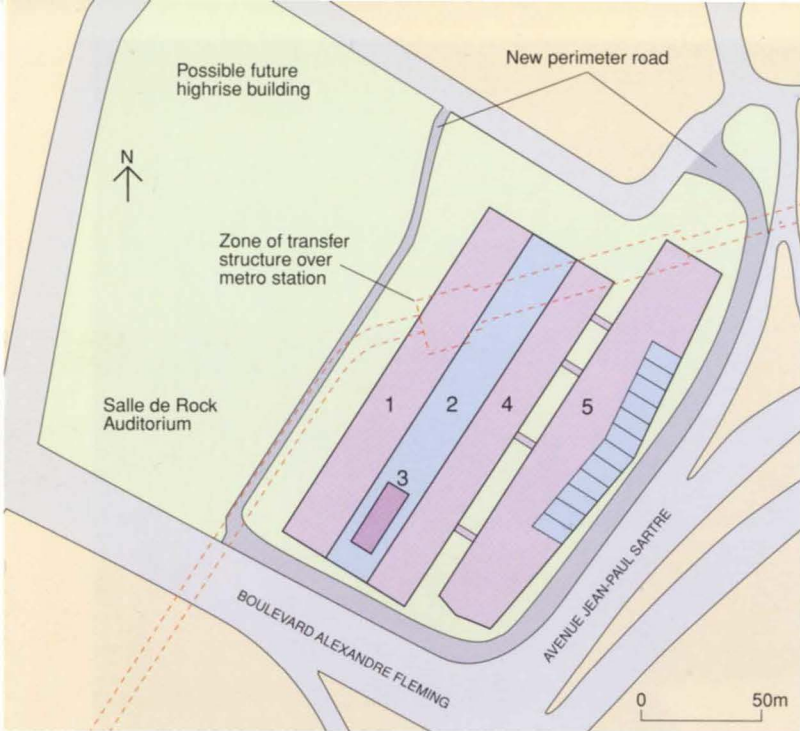 New perimeter road
Possible future
highrise building
N
Zone of transfer
structure over
metro station
Salle de Rock
Auditorium
1
2
3
4
5
BOULEVARD ALEXANDRE FLEMING
AVENUE JEAN-PAUL SARTRE
0 50m